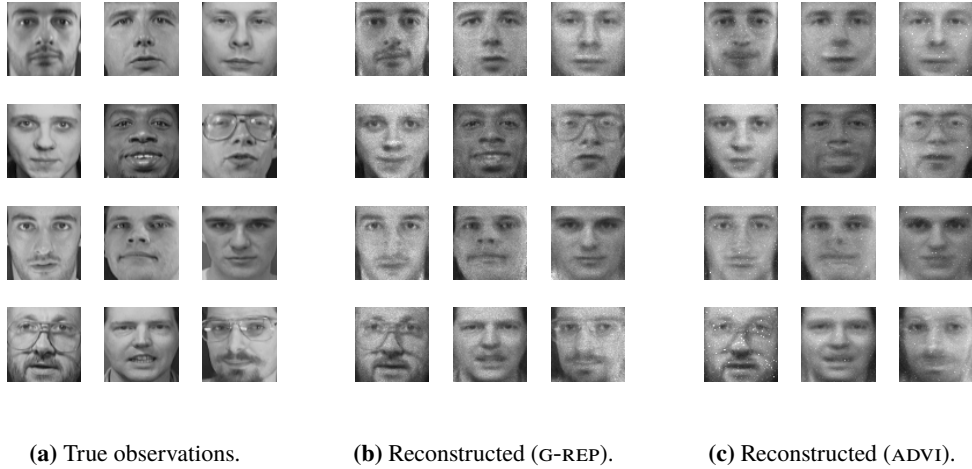 (a) True observations.
(b) Reconstructed (G-REP).
(c) Reconstructed (ADVI).